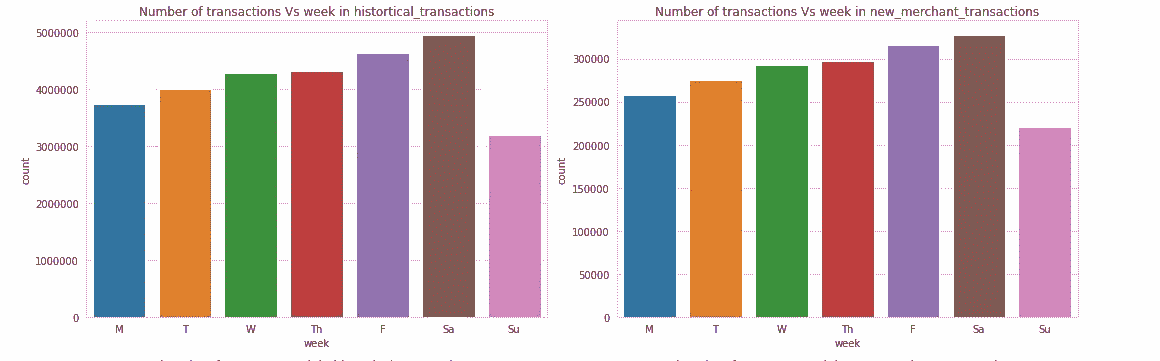 Number of transactions Vs week in histortical_transactions
5000000
4000000
3000000
2000000
1000000
0
count
M T W Th F Sa Su
week
Number of transactions Vs week in new_merchant_transactions
300000
250000
200000
150000
100000
50000
0
count
M T W Th F Sa Su
week